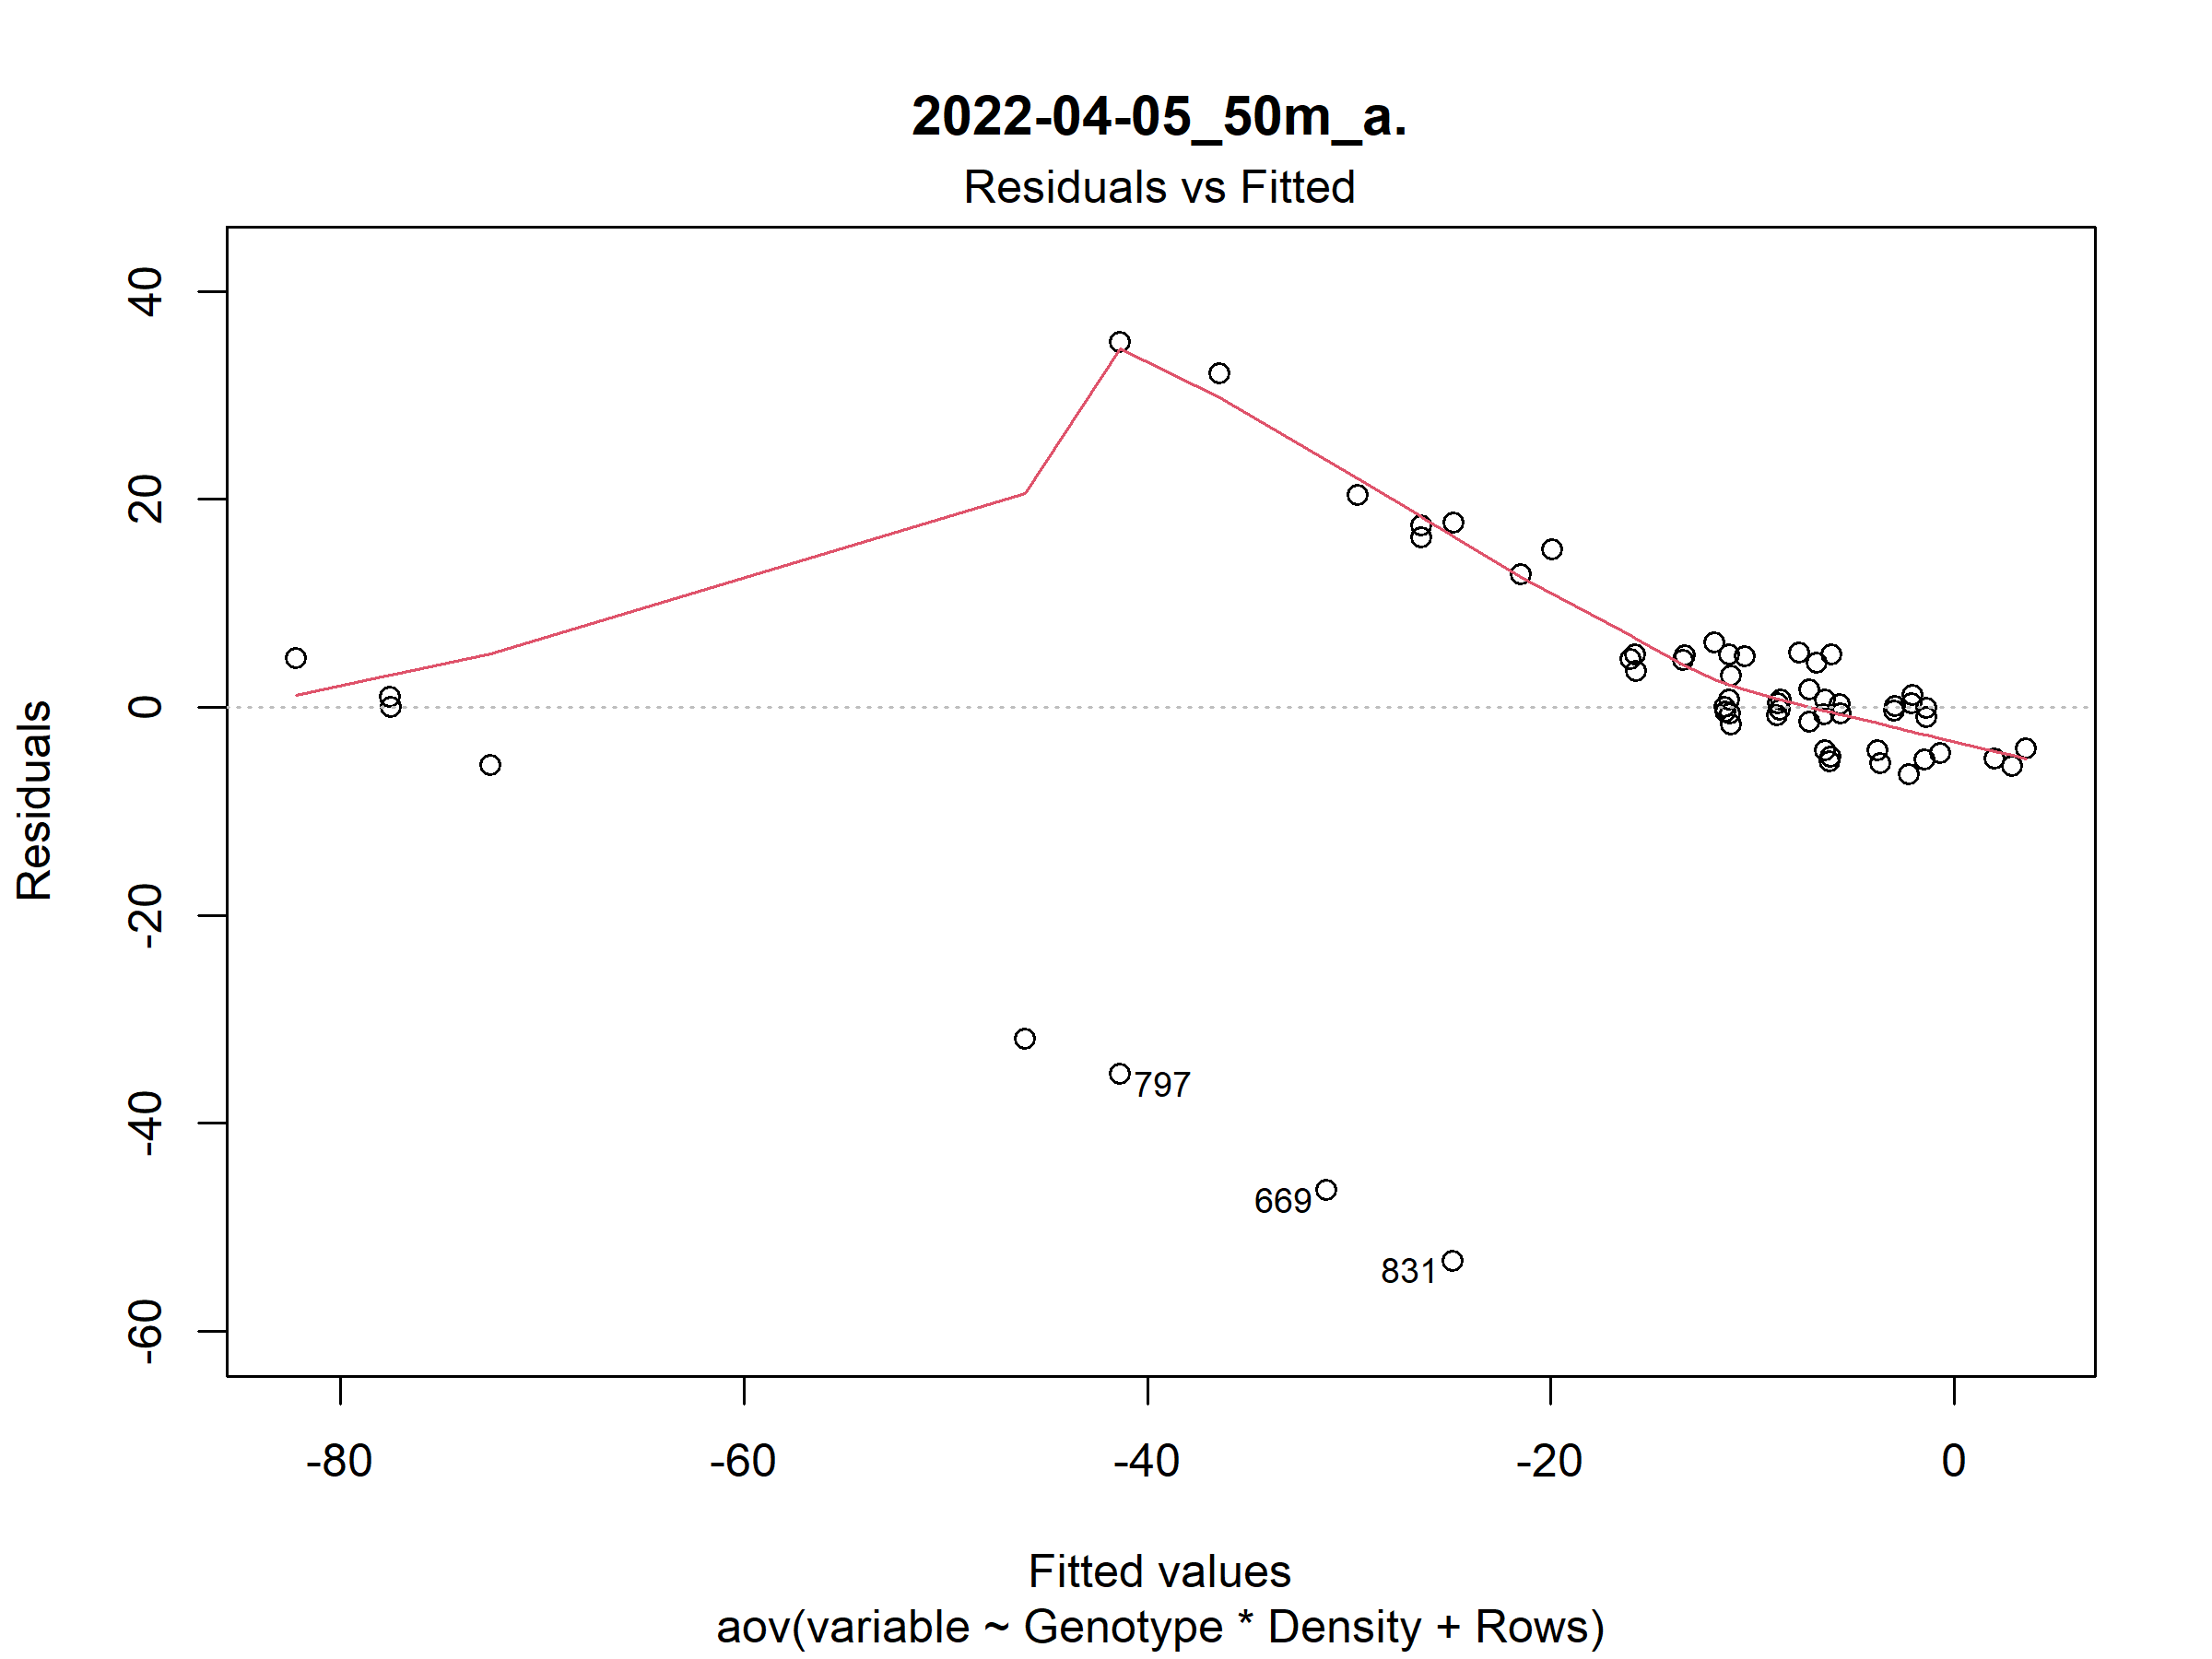 2022-04-05_50m_a.
Residuals vs Fitted
Residuals
40
20
0
-20
-40
-60
797
669
831
-80
-60
-40
-20
0
Fitted values
aov(variable ~ Genotype * Density + Rows)